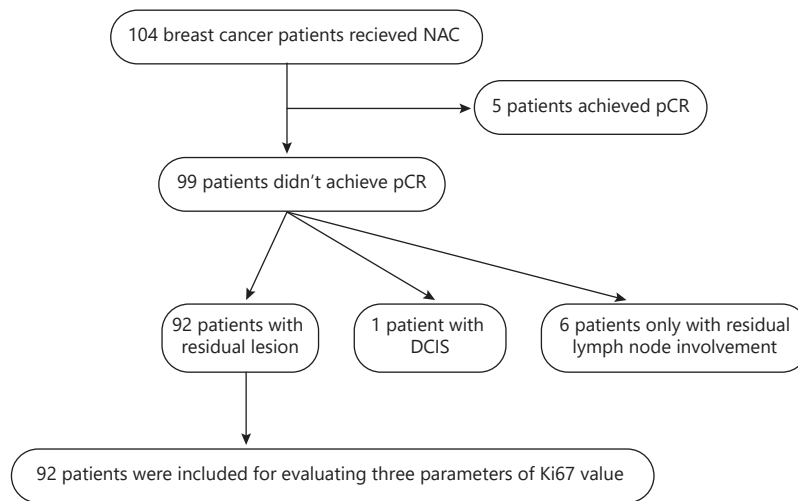 104 breast cancer patients recieved NAC
5 patients achieved pCR
99 patients didn't achieve pCR
92 patients with
residual lesion
1 patient with
DCIS
6 patients only with residual
lymph node involvement
92 patients were included for evaluating three parameters of Ki67 value